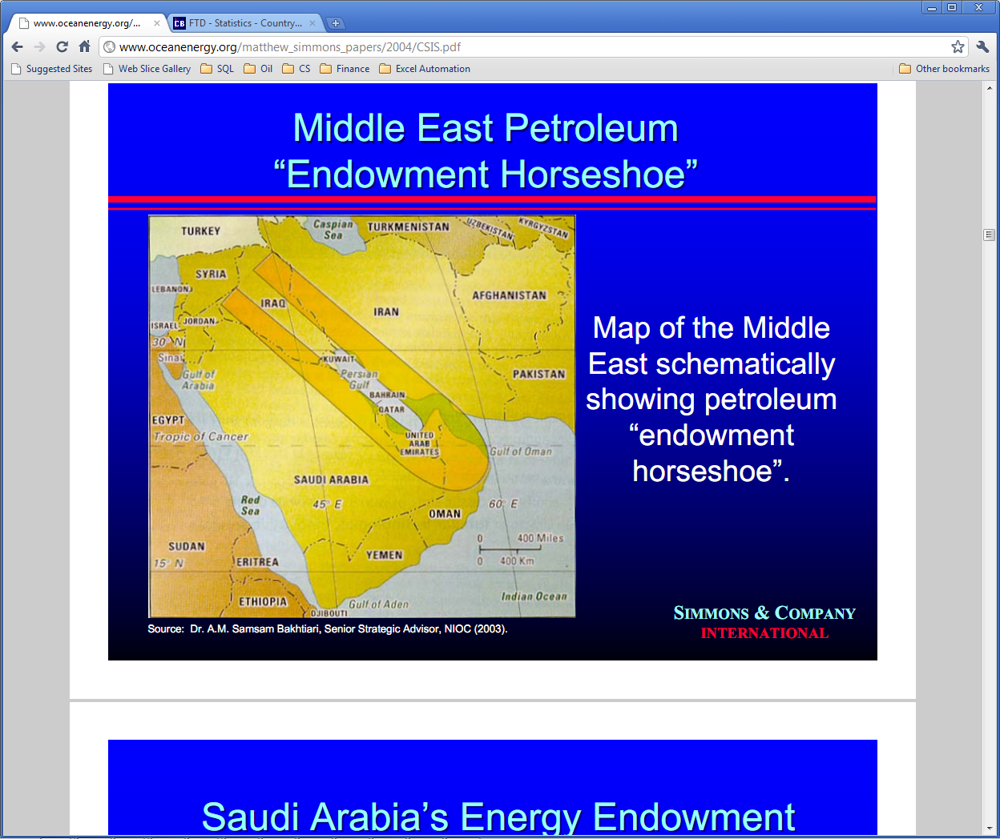 www.oceanenergy.org/...
FTD - Statistics - Country...
www.oceanenergy.org/matthew_simmons_papers/2004/CSIS.pdf
Suggested Sites
Web Slice Gallery
SQL
Oil
CS
Finance
Excel Automation
Other bookmarks
Middle East Petroleum
“Endowment Horseshoe”
TURKEY
Caspian
Sea
TURKMENISTAN
UZBEKISTAN
KYRGYZSTAN
SYRIA
LEBANON
IRAQ
IRAN
AFGHANISTAN
ISRAEL
JORDAN
30° N
Sinai
KUWAIT
Gulf of
Arabia
Persian
Gulf
PAKISTAN
BAHRAIN
QATAR
EGYPT
Tropic of Cancer
UNITED
ARAB
EMIRATES
Gulf of Oman
SAUDI ARABIA
Red
Sea
45° E
60° E
OMAN
0 400 Miles
0 400 Km
SUDAN
15° N
ERITREA
YEMEN
ETHIOPIA
DJIBOUTI
Gulf of Aden
Indian Ocean
Map of the Middle
East schematically
showing petroleum
“endowment
horseshoe”.
SIMMONS & COMPANY
INTERNATIONAL
Source: Dr. A.M. Samsam Bakhtiari, Senior Strategic Advisor, NIOC (2003).
Saudi Arabia’s Energy Endowment